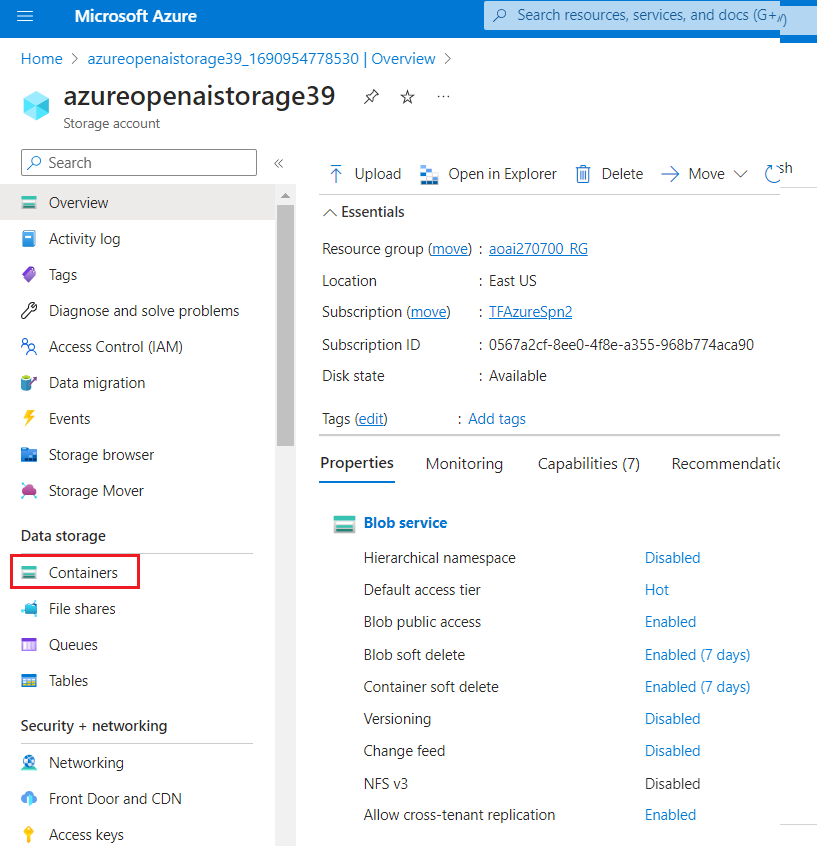 Microsoft Azure
Search resources, services, and docs (G+/)
Home > azureopenaistorage39_1690954778530 | Overview >
azureopenaistorage39
Storage account
Search
Overview
Activity log
Tags
Diagnose and solve problems
Access Control (IAM)
Data migration
Events
Storage browser
Storage Mover
Data storage
Containers
File shares
Queues
Tables
Security + networking
Networking
Front Door and CDN
Access keys
Upload Open in Explorer Delete Move
Essentials
Resource group (move) : aoai270700_RG
Location : East US
Subscription (move) : TFAzureSpn2
Subscription ID : 0567a2cf-8ee0-4f8e-a355-968b774aca90
Disk state : Available
Tags (edit) : Add tags
Properties Monitoring Capabilities (7) Recommendatic
Blob service
Hierarchical namespace Disabled
Default access tier Hot
Blob public access Enabled
Blob soft delete Enabled (7 days)
Container soft delete Enabled (7 days)
Versioning Disabled
Change feed Disabled
NFS v3 Disabled
Allow cross-tenant replication Enabled